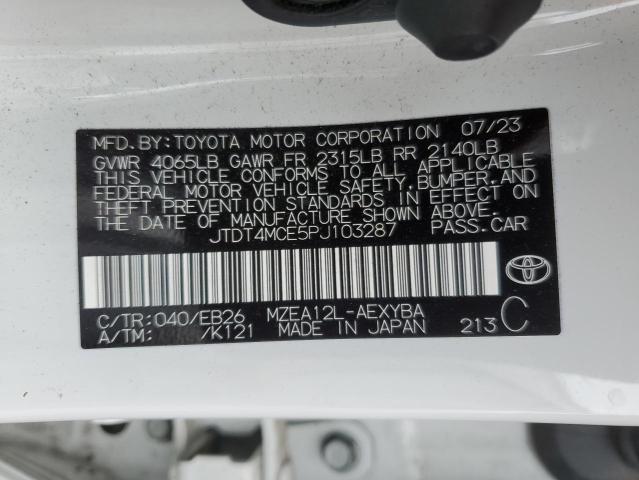 MFD. BY: TOYOTA MOTOR CORPORATION 07/23
GVWR 4065LB GAWR FR 2315LB RR 2140LB
THIS VEHICLE CONFORMS TO ALL APPLICABLE
FEDERAL MOTOR VEHICLE SAFETY, BUMPER, AND
THEFT PREVENTION STANDARDS IN EFFECT ON
THE DATE OF MANUFACTURE SHOWN ABOVE.
JTDT4MCE5PJ103287 PASS. CAR
C/TR: 040/EB26 MZEA12L-AEXYBA
A/TM: /K121 MADE IN JAPAN 213 C